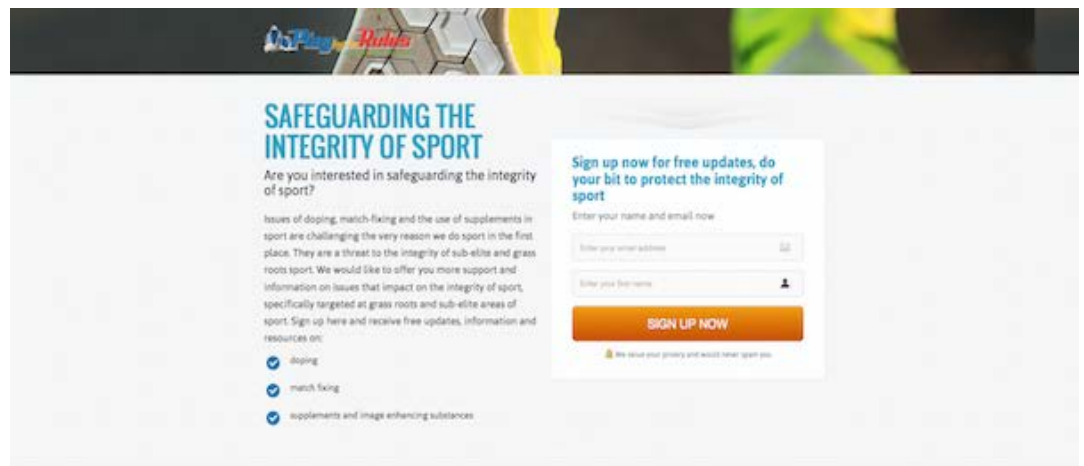 Play by the Rules
SAFEGUARDING THE
INTEGRITY OF SPORT
Are you interested in safeguarding the integrity
of sport?
Issues of doping, match-fixing and the use of supplements in
sport are challenging the very reason we do sport in the first
place. They are a threat to the integrity of sub-elite and grass
roots sport. We would like to offer you more support and
information on issues that impact on the integrity of sport,
specifically targeted at grass roots and sub-elite areas of
sport. Sign up here and receive free updates, information and
resources on:
doping
match fixing
supplements and image enhancing substances
Sign up now for free updates, do
your bit to protect the integrity of
sport
Enter your name and email now
Enter your email address
Enter your first name
SIGN UP NOW
We value your privacy and would never spam you